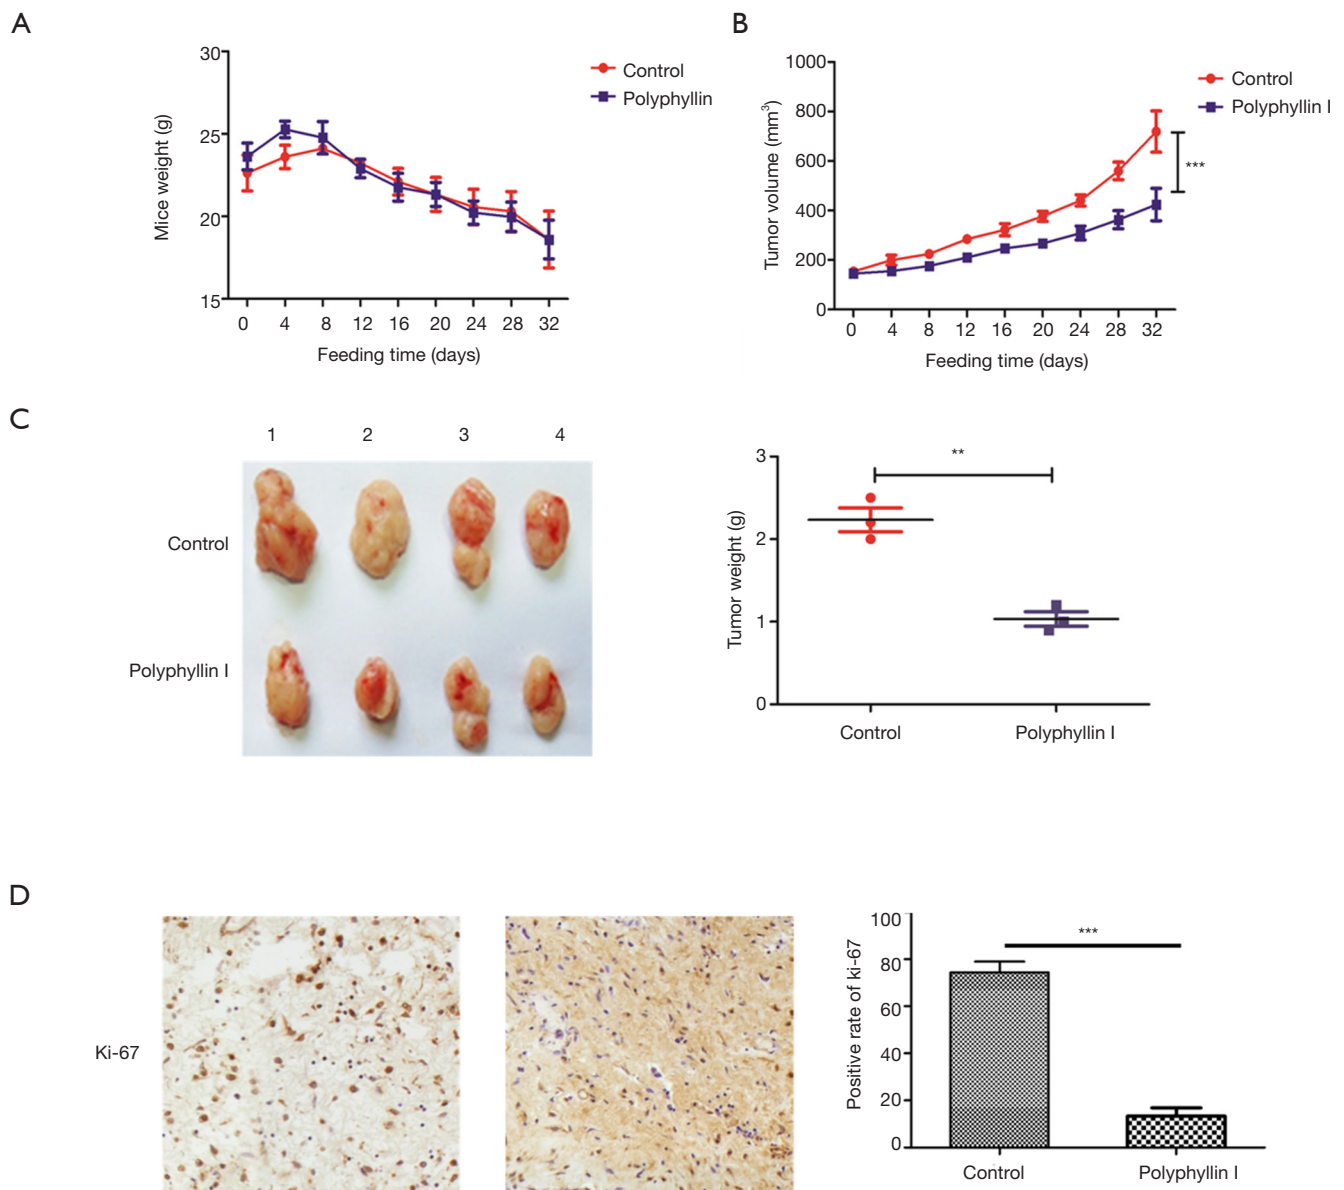 A
30
25
20
15
Mice weight (g)
0 4 8 12 16 20 24 28 32
Feeding time (days)
Control
Polyphyllin
B
1000
800
600
400
200
0
Tumor volume (mm³)
0 4 8 12 16 20 24 28 32
Feeding time (days)
Control
Polyphyllin I
***
C
1 2 3 4
Control
Polyphyllin I
3
2
1
0
Tumor weight (g)
**
Control Polyphyllin I
D
Ki-67
100
80
60
40
20
0
Positive rate of ki-67
***
Control Polyphyllin I